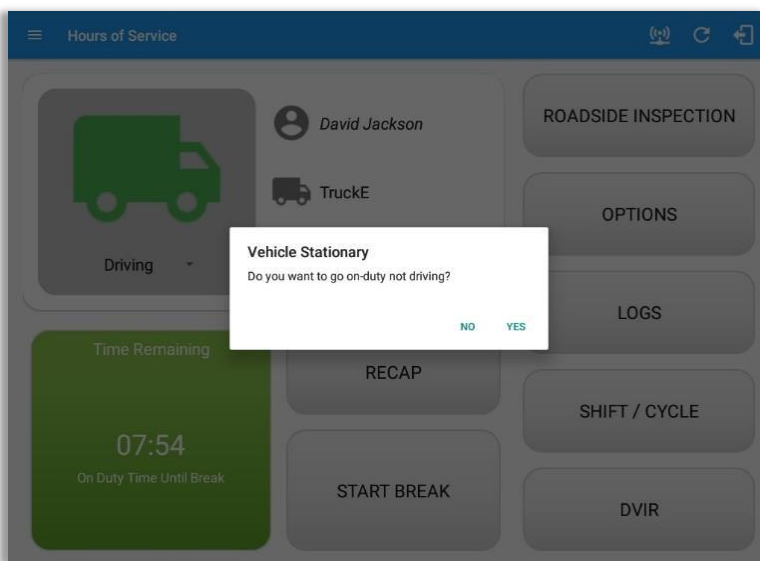 Hours of Service
David Jackson
TruckE
Driving
Vehicle Stationary
Do you want to go on-duty not driving?
NO YES
Time Remaining
07:54
On Duty Time Until Break
RECAP
START BREAK
ROADSIDE INSPECTION
OPTIONS
LOGS
SHIFT / CYCLE
DVIR